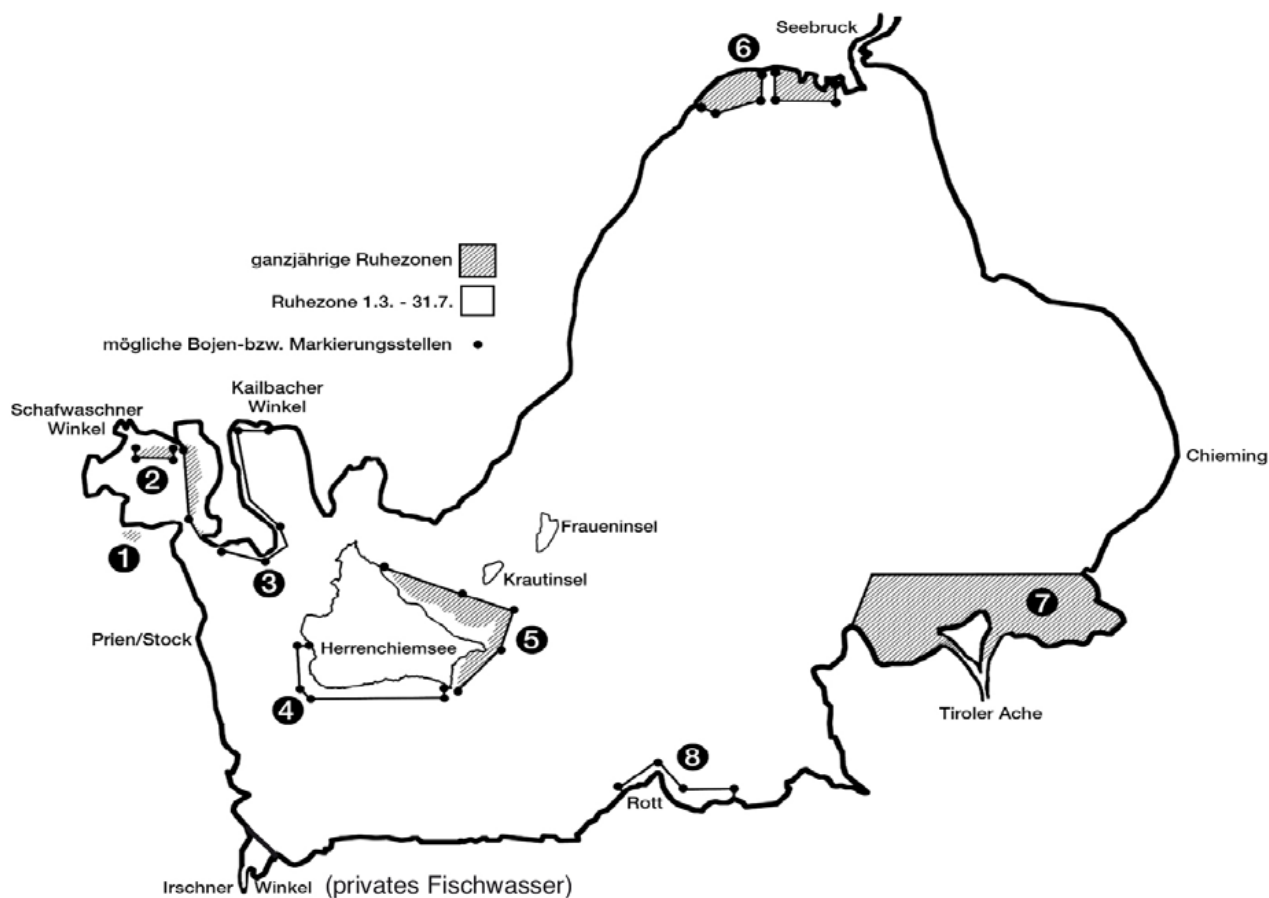 Seebruck
6
ganzjährige Ruhezonen
Ruhezone 1.3. - 31.7.
mögliche Bojen-bzw. Markierungsstellen
Kailbacher
Winkel
Schafwaschner
Winkel
2
1
3
Chieming
Fraueninsel
Krautinsel
7
Prien/Stock
Herrenchiemsee
5
4
Tiroler Ache
8
Rott
Irschner Winkel (privates Fischwasser)